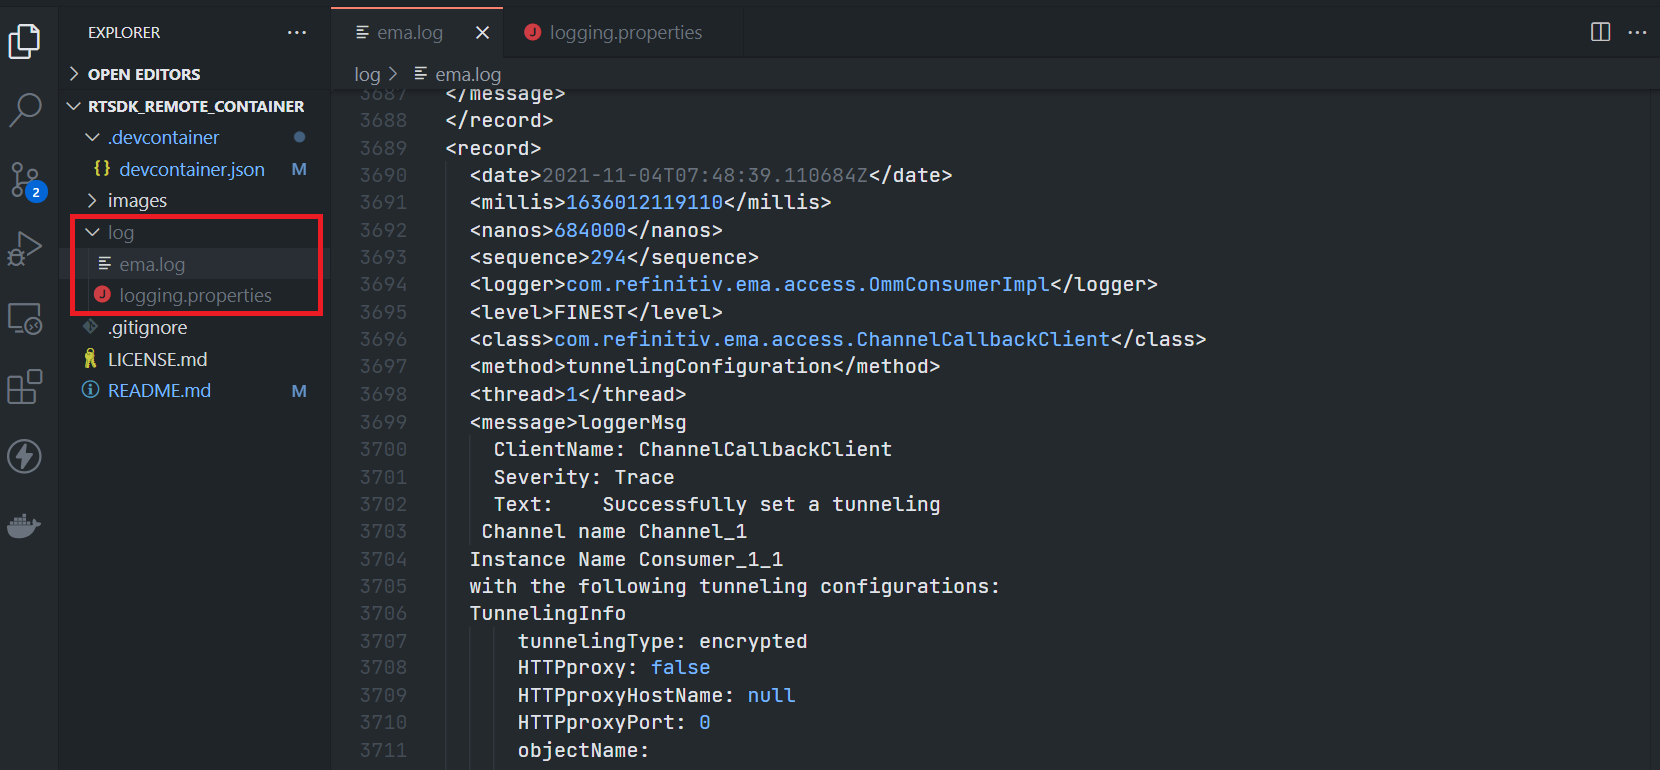 EXPLORER
ema.log
logging.properties
OPEN EDITORS
log > ema.log
RTSDK_REMOTE_CONTAINER
.devcontainer
{} devcontainer.json M
images
2
log
ema.log
J logging.properties
.gitignore
LICENSE.md
README.md M
3687 </message>
3688 </record>
3689 <record>
3690 <date>2021-11-04T07:48:39.110684Z</date>
3691 <millis>1636012119110</millis>
3692 <nanos>684000</nanos>
3693 <sequence>294</sequence>
3694 <logger>com.refinitiv.ema.access.OmmConsumerImpl</logger>
3695 <level>FINEST</level>
3696 <class>com.refinitiv.ema.access.ChannelCallbackClient</class>
3697 <method>tunnelingConfiguration</method>
3698 <thread>1</thread>
3699 <message>loggerMsg
3700 ClientName: ChannelCallbackClient
3701 Severity: Trace
3702 Text:    Successfully set a tunneling
3703 Channel name Channel_1
3704 Instance Name Consumer_1_1
3705 with the following tunneling configurations:
3706 TunnelingInfo
3707 tunnelingType: encrypted
3708 HTTPproxy: false
3709 HTTPproxyHostName: null
3710 HTTPproxyPort: 0
3711 objectName: